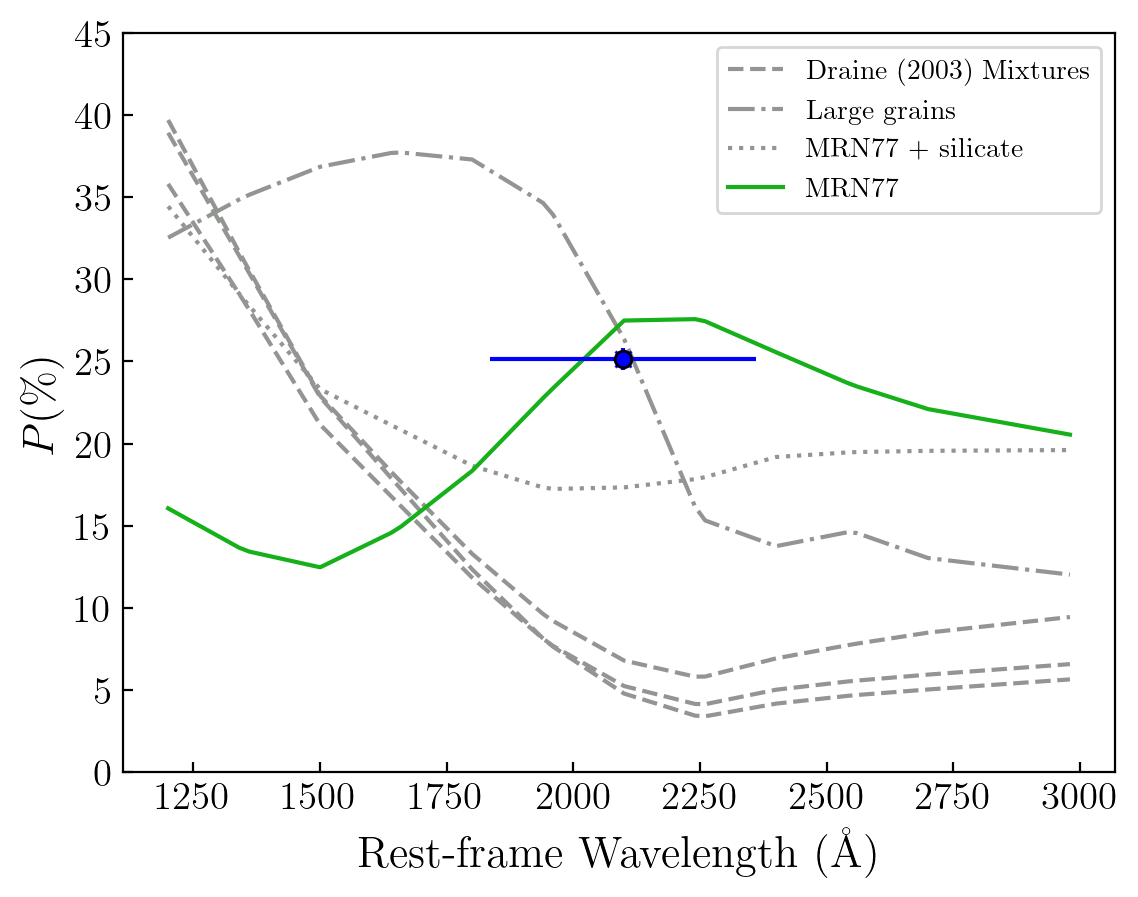 45
40
35
30
25
20
15
10
5
0
P(%)
Draine (2003) Mixtures
Large grains
MRN77 + silicate
MRN77
1250 1500 1750 2000 2250 2500 2750 3000
Rest-frame Wavelength (Å)